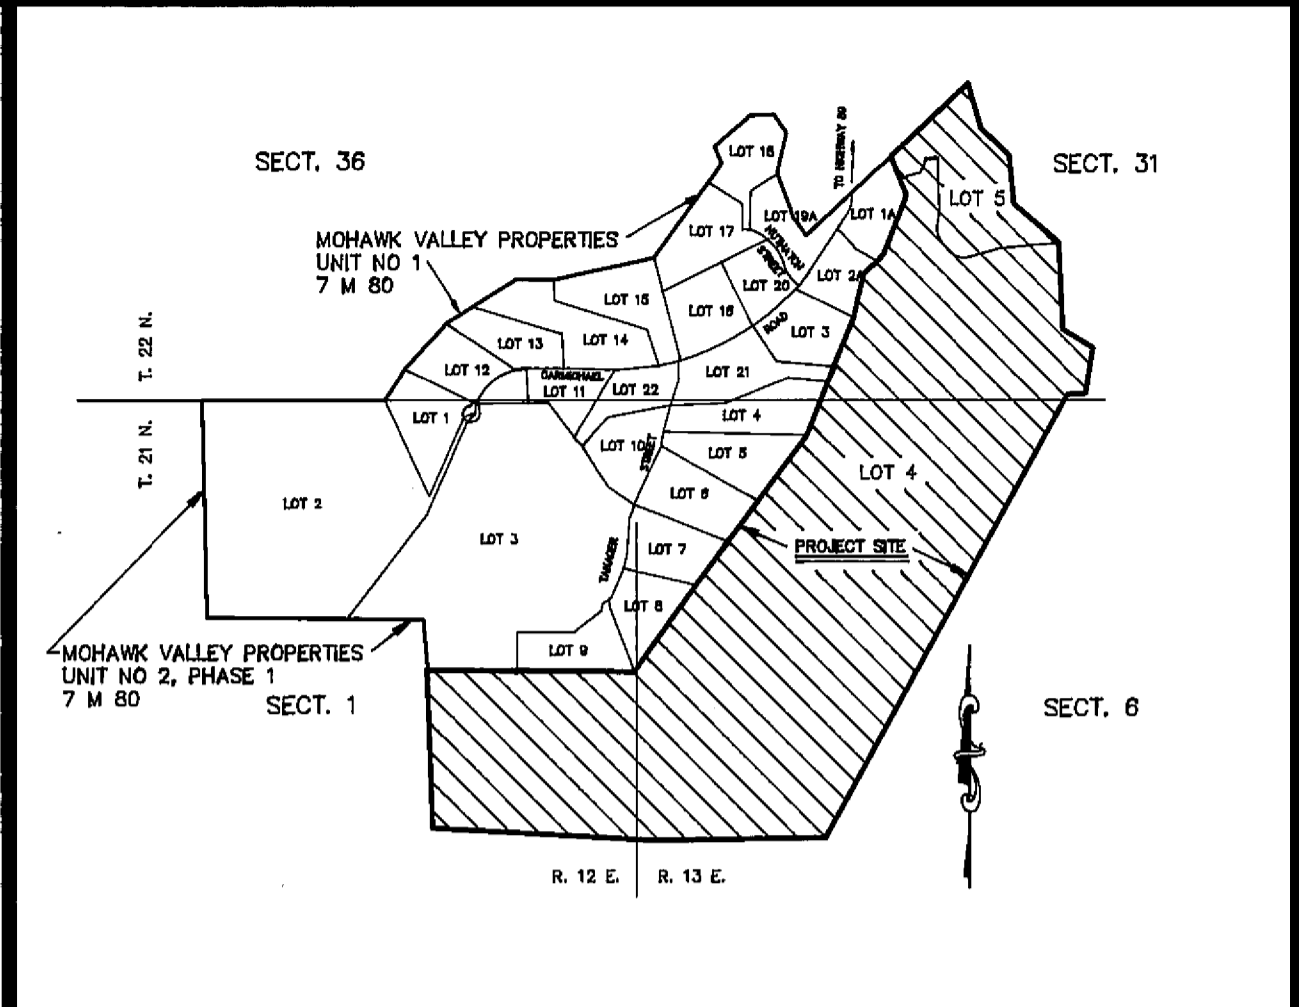 SECT. 36
SECT. 31
TO HIGHWAY 89
LOT 18
LOT 5
LOT 19A
LOT 1A
LOT 17
MOHAWK VALLEY PROPERTIES
UNIT NO 1
7 M 80
STREET
LOT 2A
LOT 20
LOT 15
LOT 16
ROAD
LOT 3
T. 22 N.
LOT 13
LOT 14
LOT 12
CARMICHAEL
LOT 11
LOT 22
LOT 21
LOT 1
LOT 4
T. 21 N.
LOT 10
STREET
LOT 5
LOT 4
LOT 2
LOT 6
LOT 3
LOT 7
PROJECT SITE
TANAGER
LOT 8
LOT 9
MOHAWK VALLEY PROPERTIES
UNIT NO 2, PHASE 1
7 M 80
SECT. 1
SECT. 6
R. 12 E.
R. 13 E.